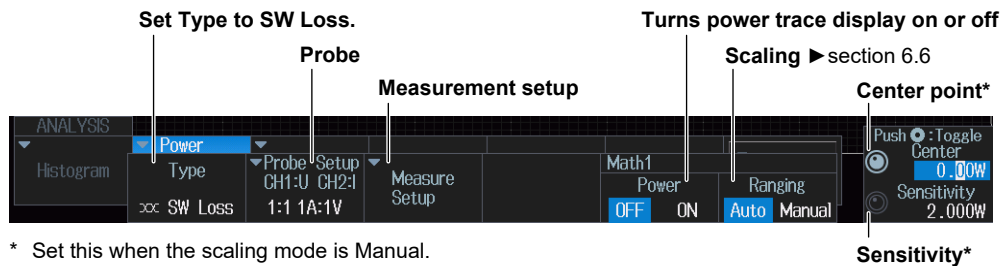 Set Type to SW Loss.
Turns power trace display on or off
Probe
Scaling ►section 6.6
Measurement setup
Center point*
ANALYSIS
Power
Push :Toggle
Histogram
Type
Probe Setup
CH1:U CH2:I
Measure
Setup
Math1
Center
0.00W
Power
Ranging
Sensitivity
SW Loss
1:1 1A:1V
OFF ON
Auto Manual
2.000W
* Set this when the scaling mode is Manual.
Sensitivity*